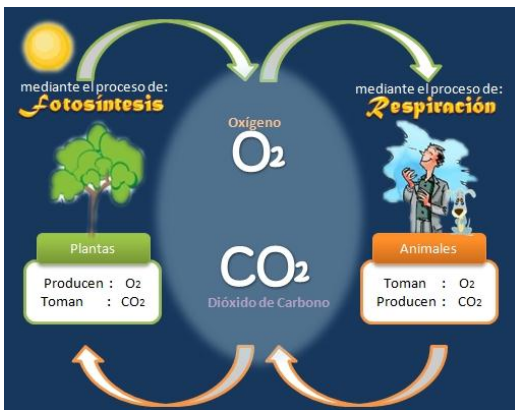 mediante el proceso de:
Fotosíntesis
mediante el proceso de:
Respiración
Oxígeno
O2
CO2
Dióxido de Carbono
Plantas
Producen : O2
Toman : CO2
Animales
Toman : O2
Producen : CO2